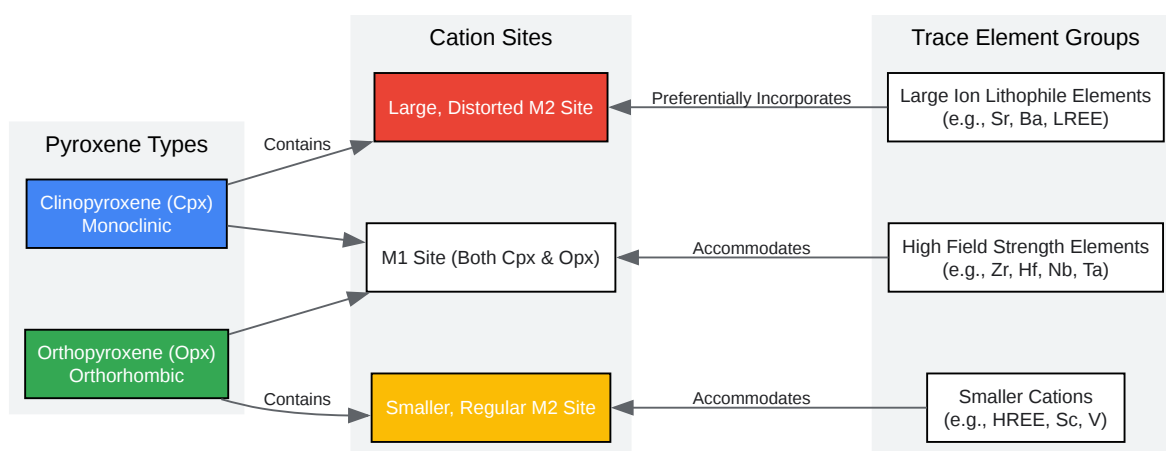 Pyroxene Types
Clinopyroxene (Cpx)
Monoclinic
Orthopyroxene (Opx)
Orthorhombic
Contains
Contains
Cation Sites
Large, Distorted M2 Site
M1 Site (Both Cpx & Opx)
Smaller, Regular M2 Site
Preferentially Incorporates
Accommodates
Accommodates
Trace Element Groups
Large Ion Lithophile Elements
(e.g., Sr, Ba, LREE)
High Field Strength Elements
(e.g., Zr, Hf, Nb, Ta)
Smaller Cations
(e.g., HREE, Sc, V)